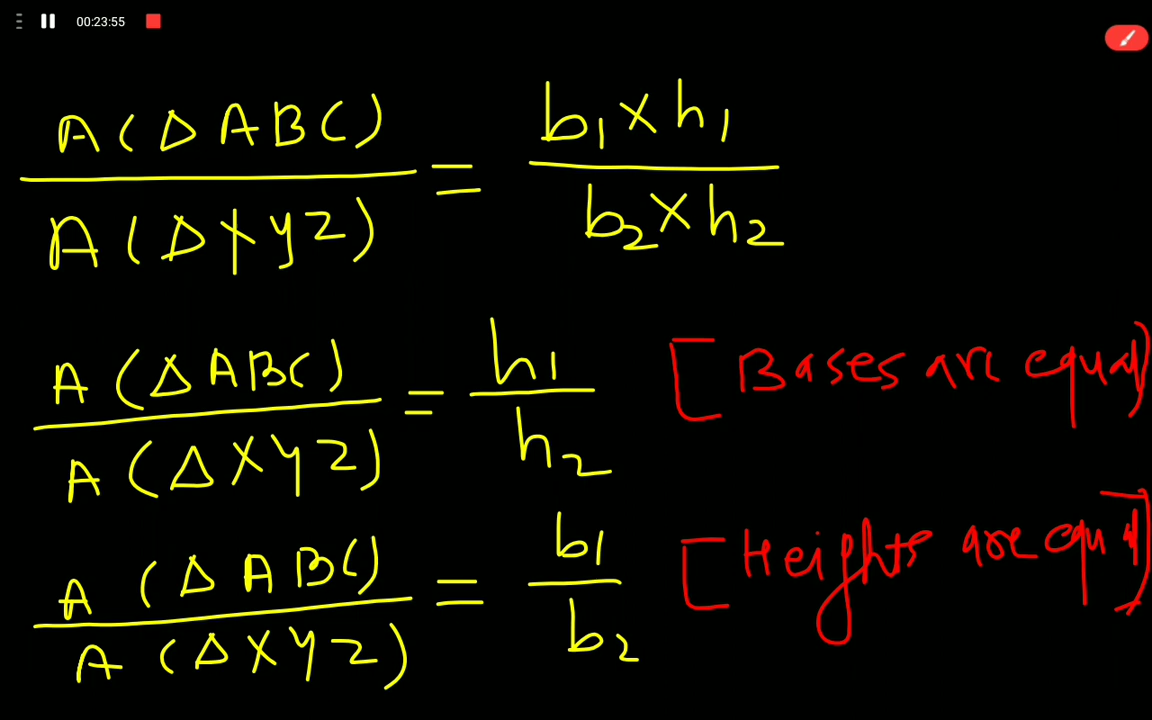 00:23:55
A(ΔABC) / A(ΔXYZ) = b₁×h₁ / b₂×h₂
A(ΔABC) / A(ΔXYZ) = h₁ / h₂ [Bases are equal]
A(ΔABC) / A(ΔXYZ) = b₁ / b₂ [Heights are equal]